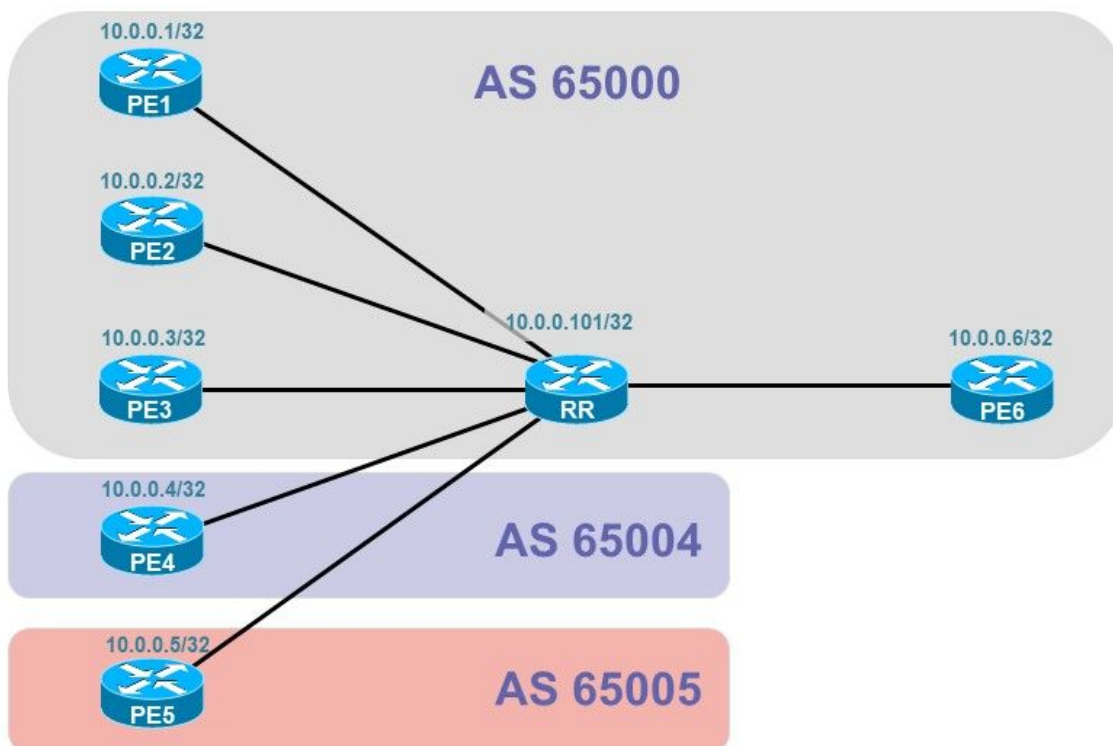 10.0.0.1/32
PE1
AS 65000
10.0.0.2/32
PE2
10.0.0.3/32
PE3
10.0.0.101/32
RR
10.0.0.6/32
PE6
10.0.0.4/32
PE4
AS 65004
10.0.0.5/32
PE5
AS 65005